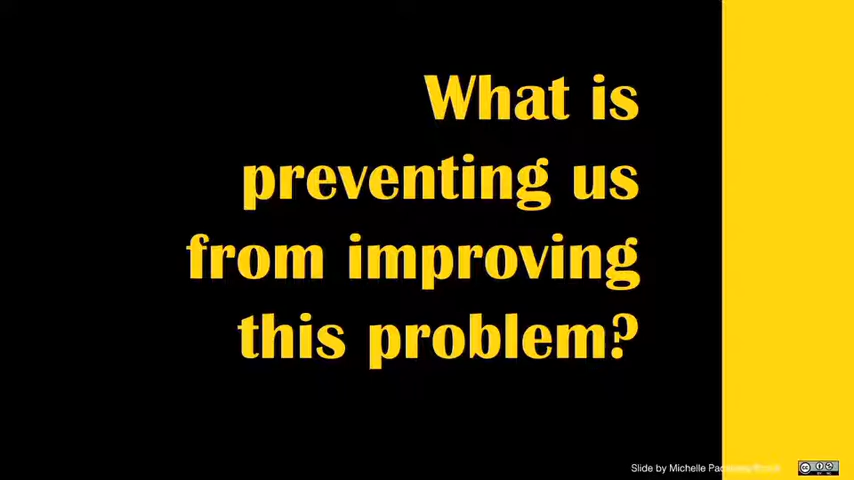 What is
preventing us
from improving
this problem?
Slide by Michelle